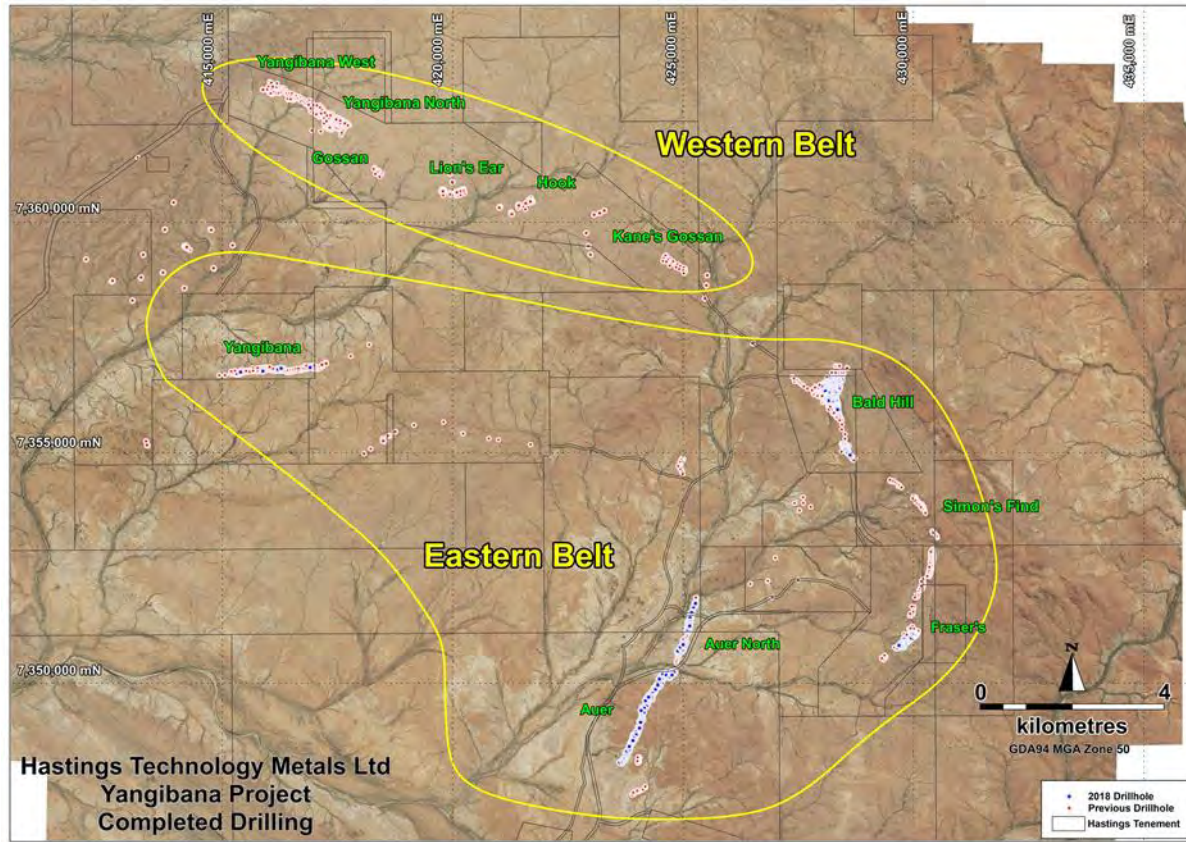 415,000 mE
420,000 mE
425,000 mE
430,000 mE
435,000 mE
Yangibana West
Yangibana North
Western Belt
Gossan
Lion's Ear
Hook
7,360,000 mN
Kane's Gossan
Yangibana
Bald Hill
7,355,000 mN
Simon's Find
Eastern Belt
Fraser's
Auer North
7,350,000 mN
Auer
N
0 4
kilometres
GDA94 MGA Zone 50
Hastings Technology Metals Ltd
Yangibana Project
Completed Drilling
2018 Drillhole
Previous Drillhole
Hastings Tenement